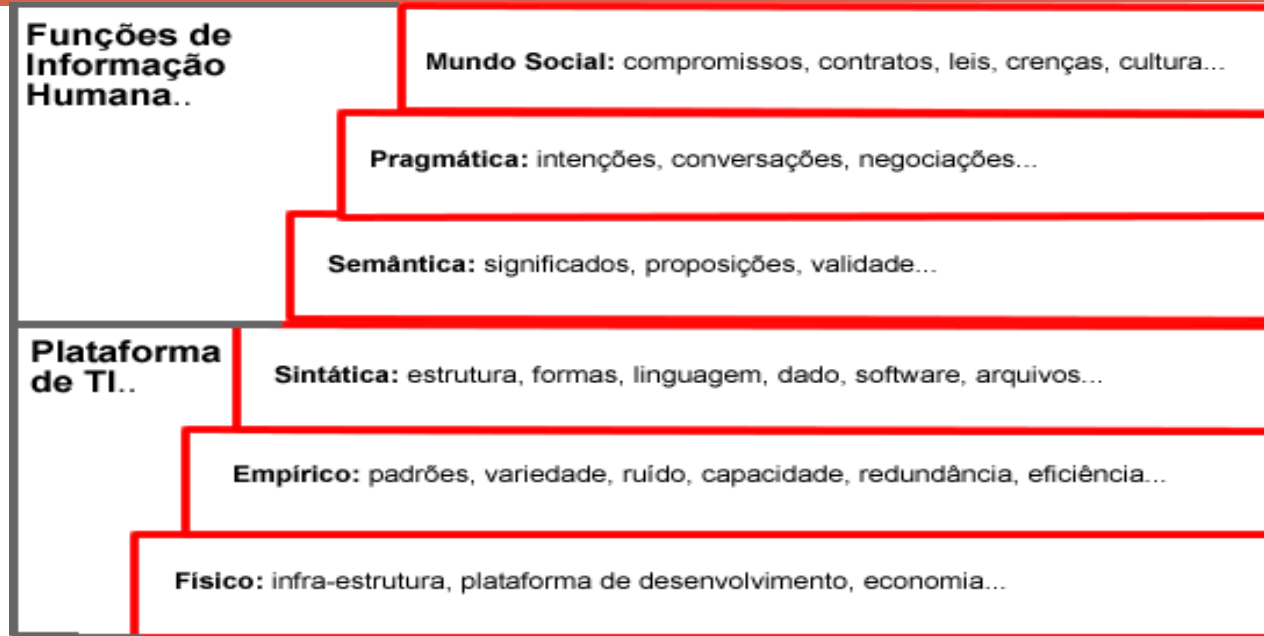 Funções de
Informação
Humana..
Mundo Social: compromissos, contratos, leis, crenças, cultura...
Pragmática: intenções, conversações, negociações...
Semântica: significados, proposições, validade...
Plataforma
de TI..
Sintática: estrutura, formas, linguagem, dado, software, arquivos...
Empírico: padrões, variedade, ruído, capacidade, redundância, eficiência...
Físico: infra-estrutura, plataforma de desenvolvimento, economia...